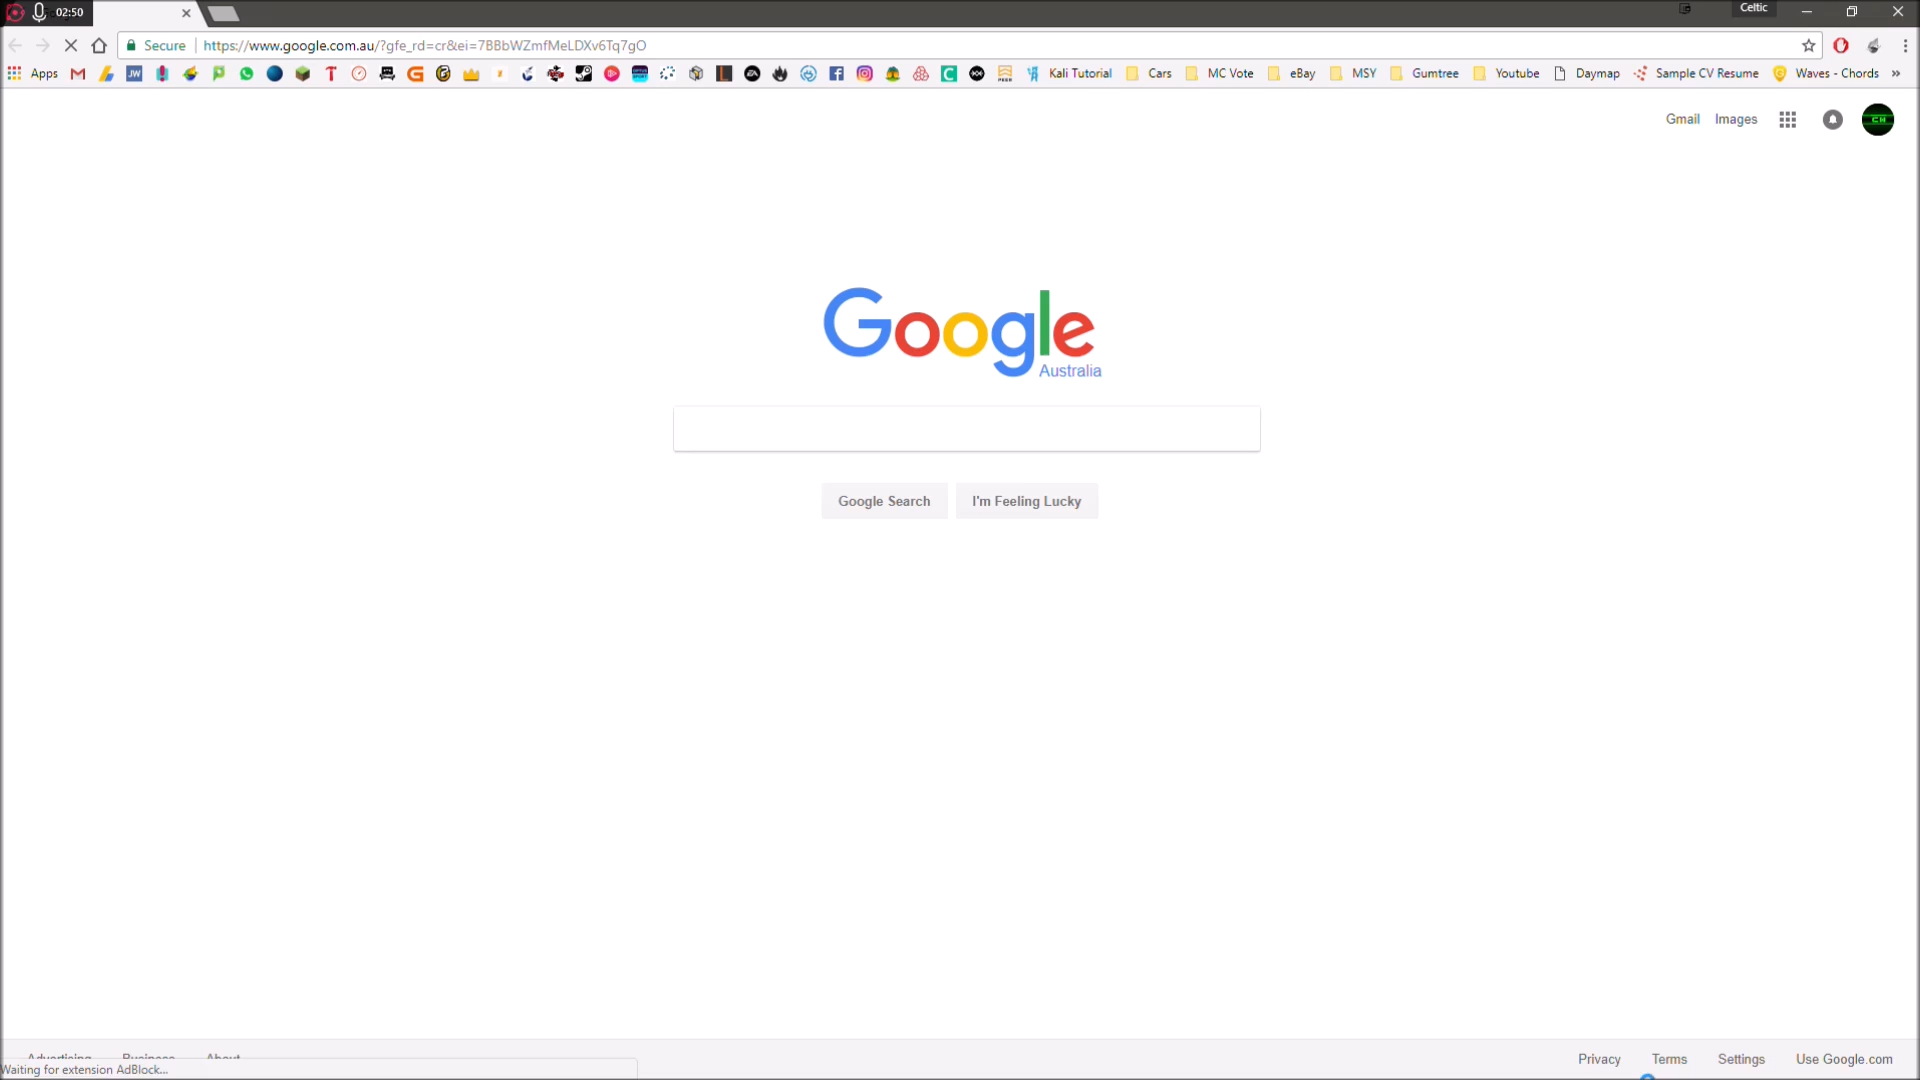 02:50
Celtic
Secure
https://www.google.com.au/?gfe_rd=cr&ei=7BBbWZmfMeLDXv6Tq7gO
Apps
JW
Kali Tutorial
Cars
MC Vote
eBay
MSY
Gumtree
Youtube
Daymap
Sample CV Resume
Waves - Chords
Gmail
Images
Google
Australia
Google Search
I'm Feeling Lucky
Advertising
Business
About
Waiting for extension AdBlock...
Privacy
Terms
Settings
Use Google.com